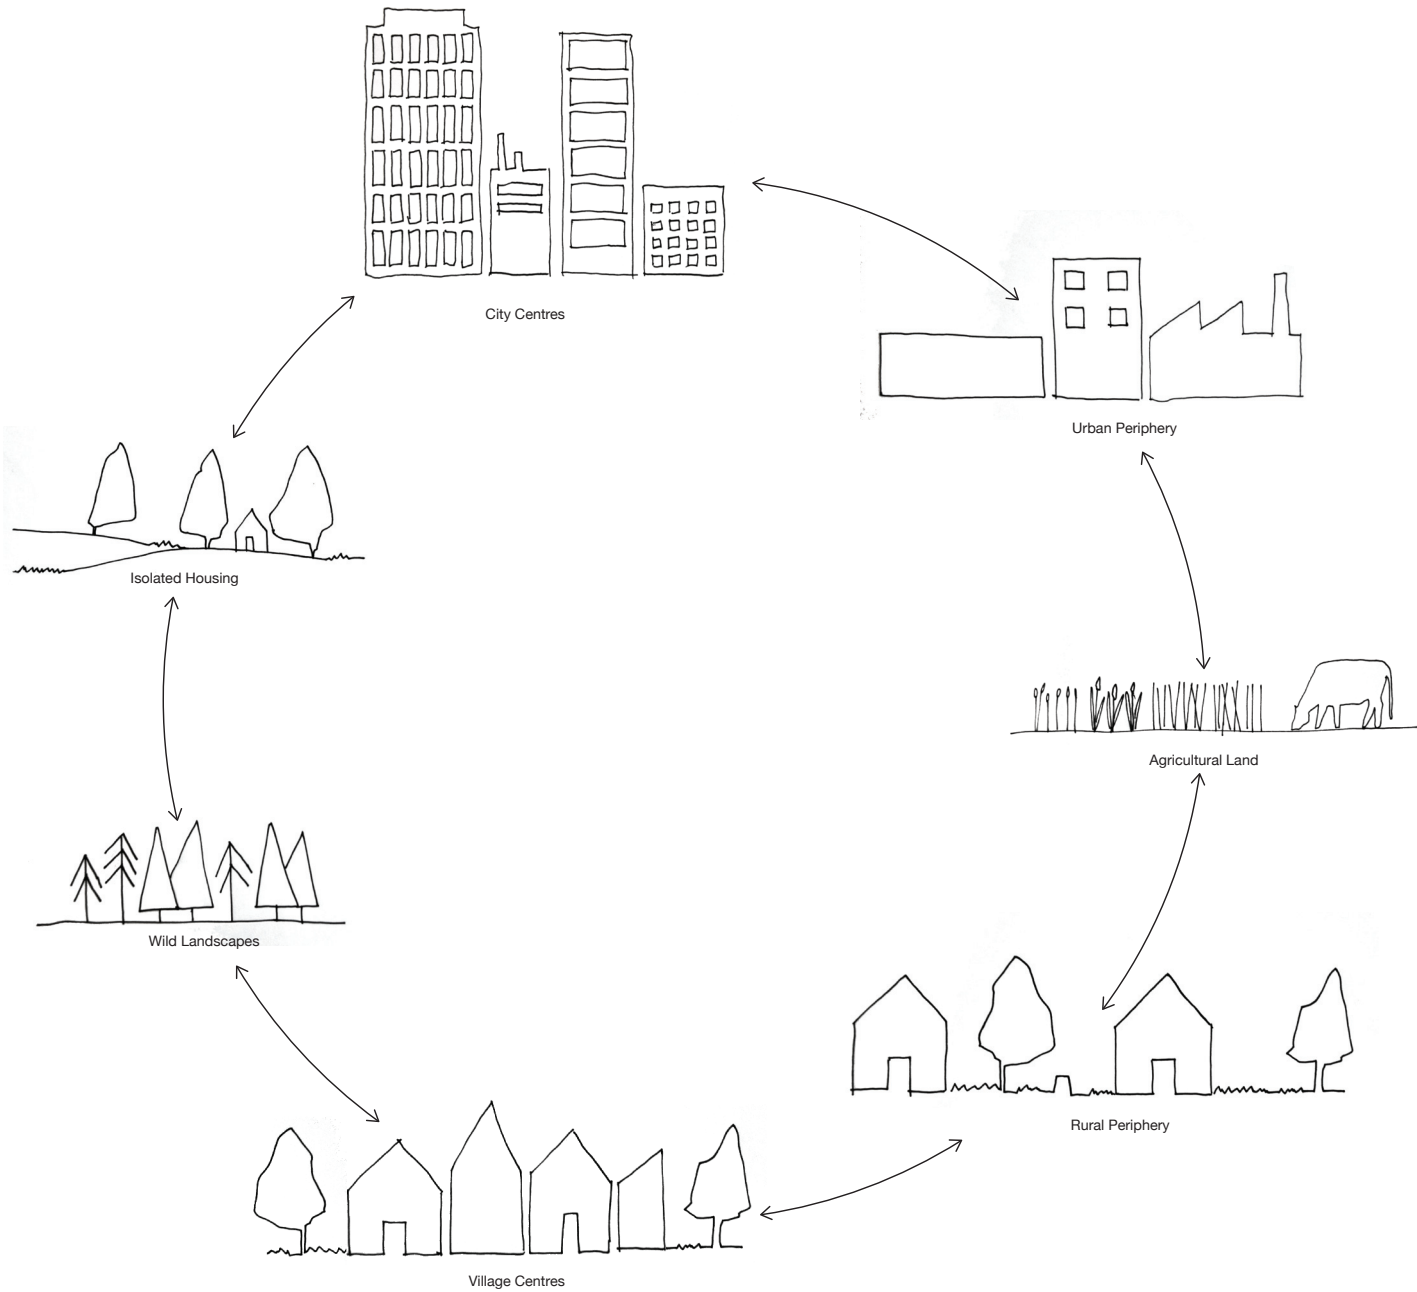 City Centres
Urban Periphery
Isolated Housing
Agricultural Land
Wild Landscapes
Rural Periphery
Village Centres